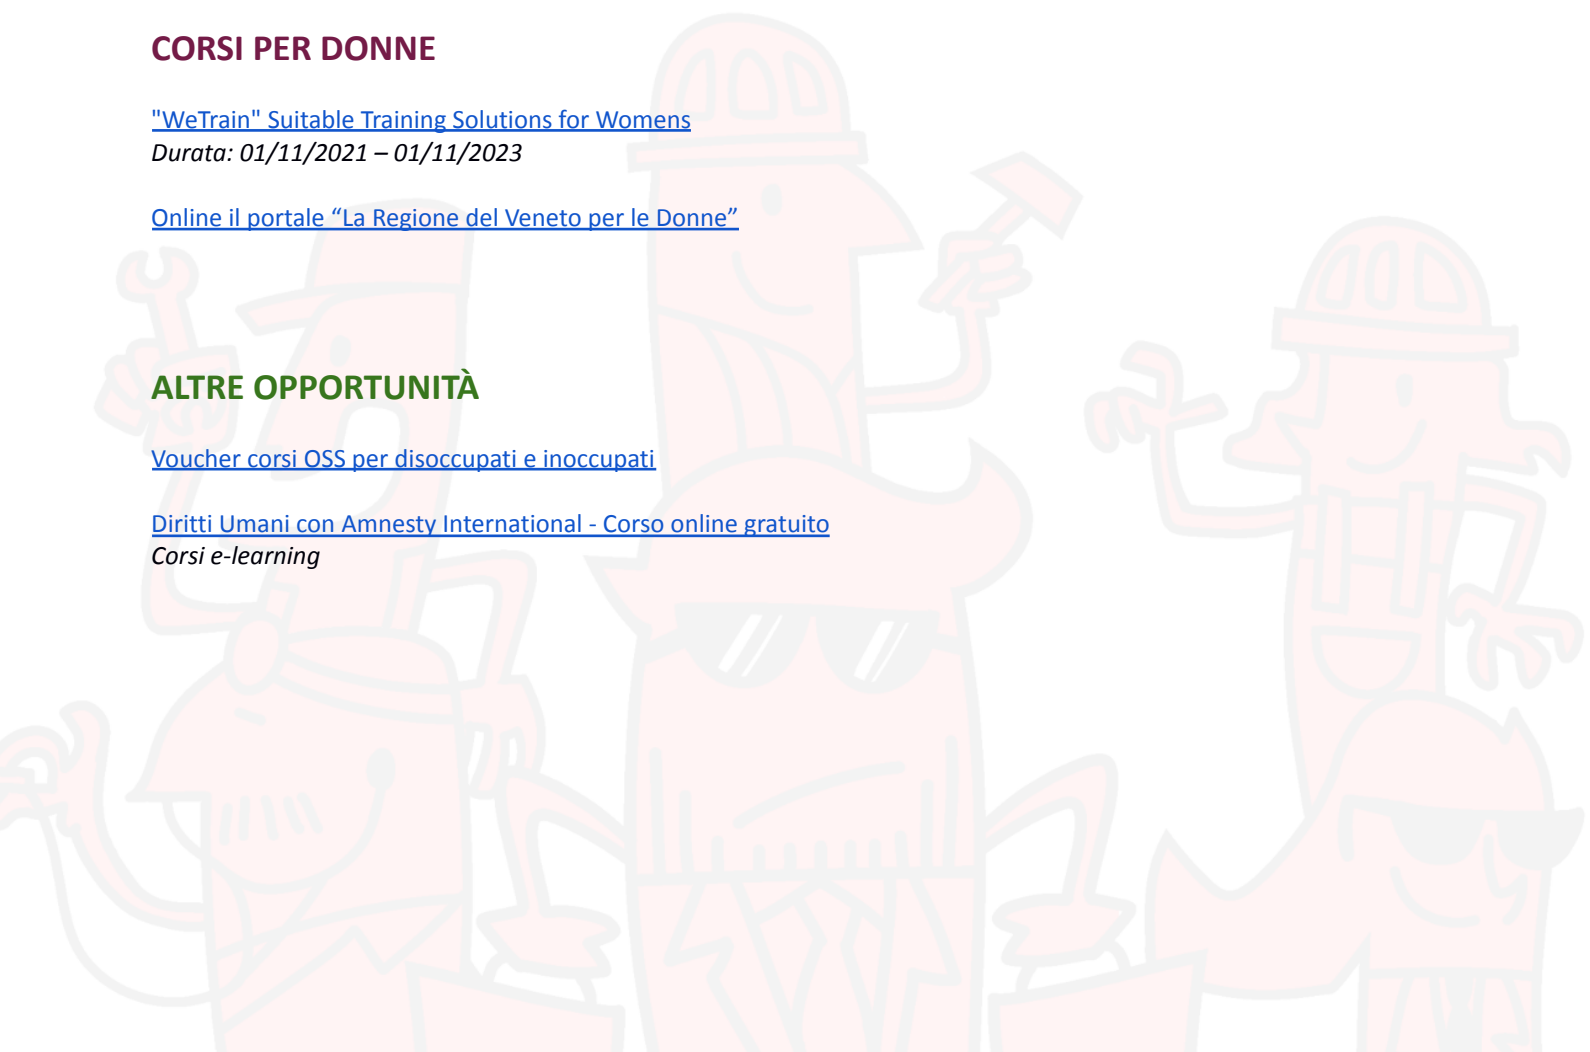 CORSI PER DONNE
"WeTrain" Suitable Training Solutions for Womens
Durata: 01/11/2021 – 01/11/2023
Online il portale “La Regione del Veneto per le Donne”
ALTRE OPPORTUNITÀ
Voucher corsi OSS per disoccupati e inoccupati
Diritti Umani con Amnesty International - Corso online gratuito
Corsi e-learning